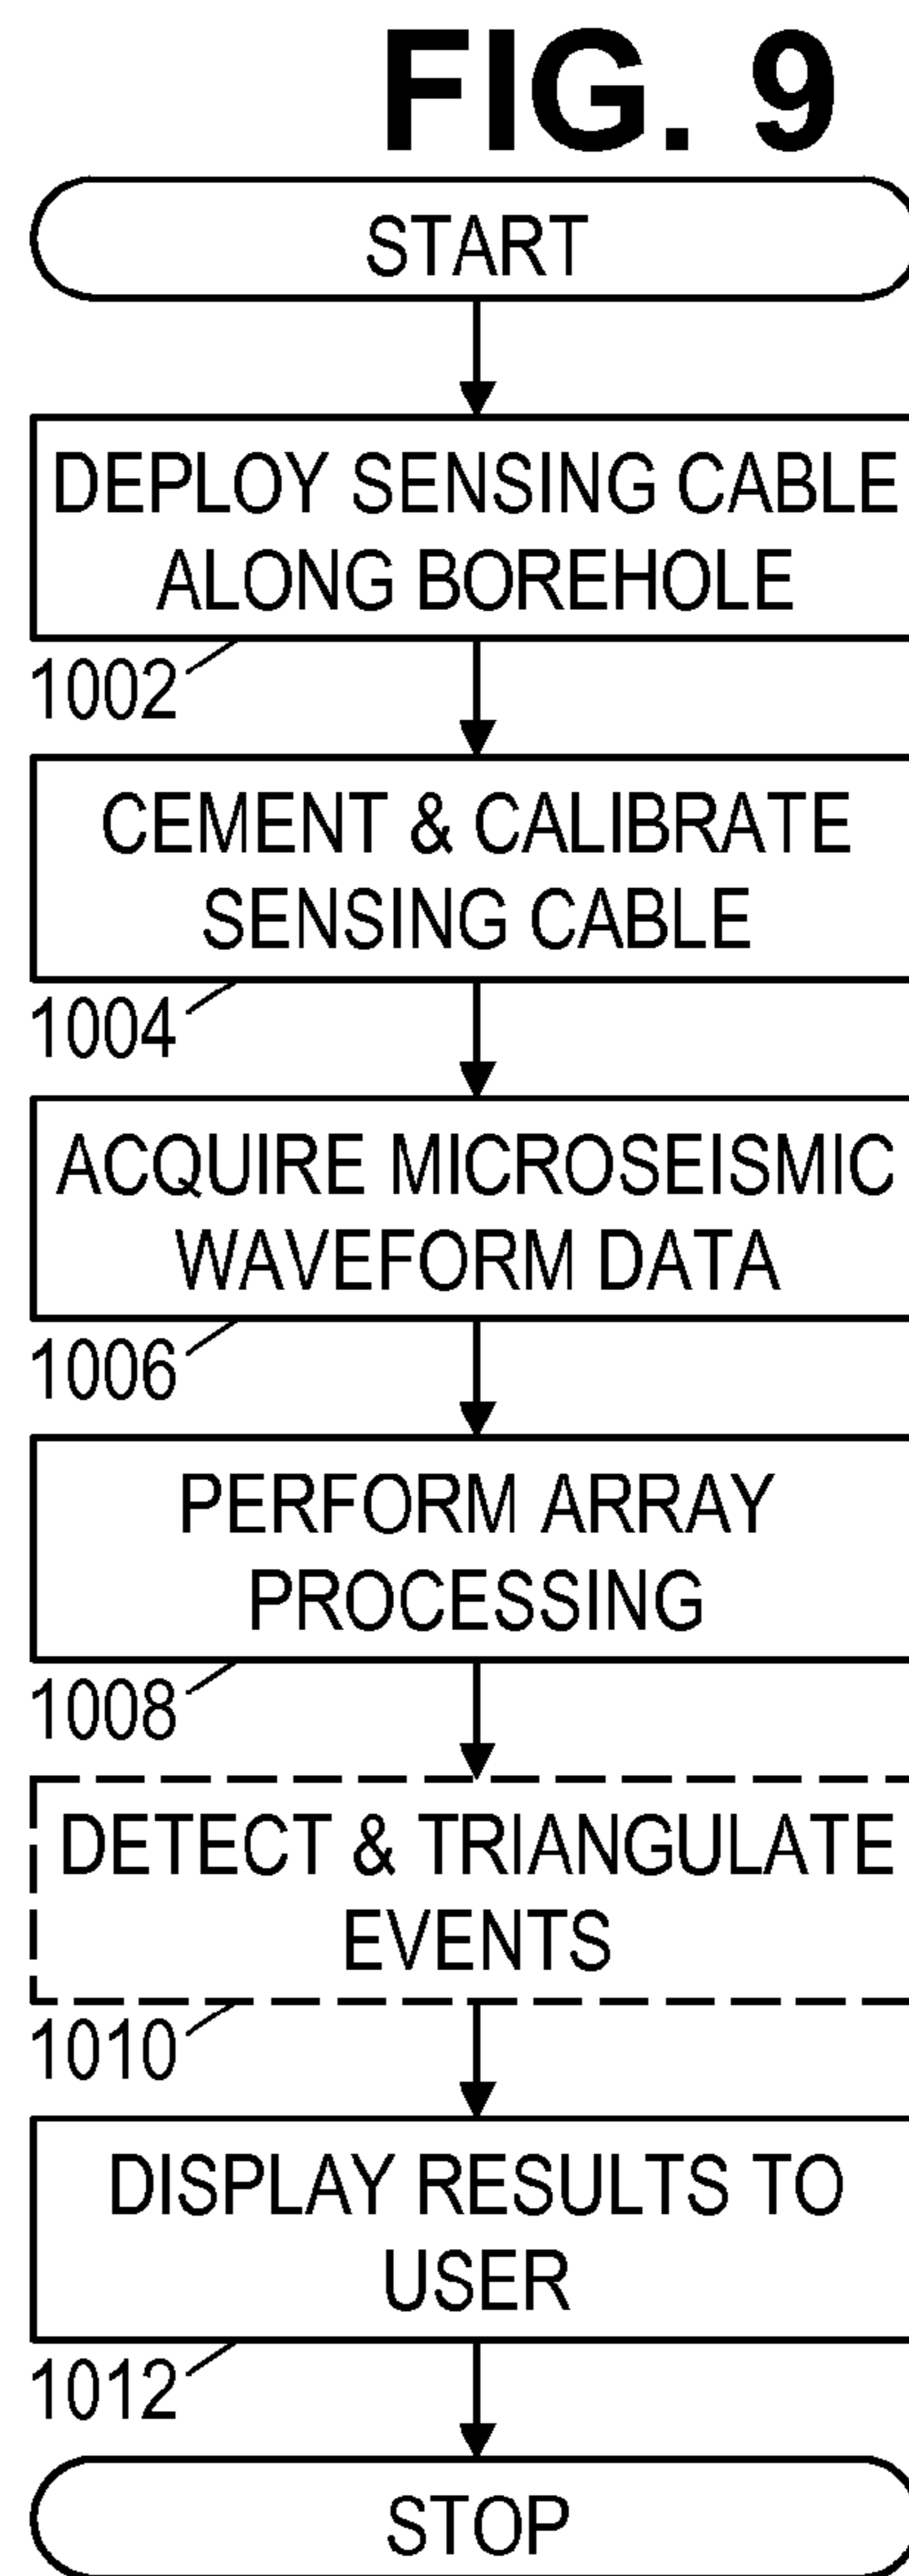 FIG. 9
START
DEPLOY SENSING CABLE
ALONG BOREHOLE
1002
CEMENT & CALIBRATE
SENSING CABLE
1004
ACQUIRE MICROSEISMIC
WAVEFORM DATA
1006
PERFORM ARRAY
PROCESSING
1008
DETECT & TRIANGULATE
EVENTS
1010
DISPLAY RESULTS TO
USER
1012
STOP